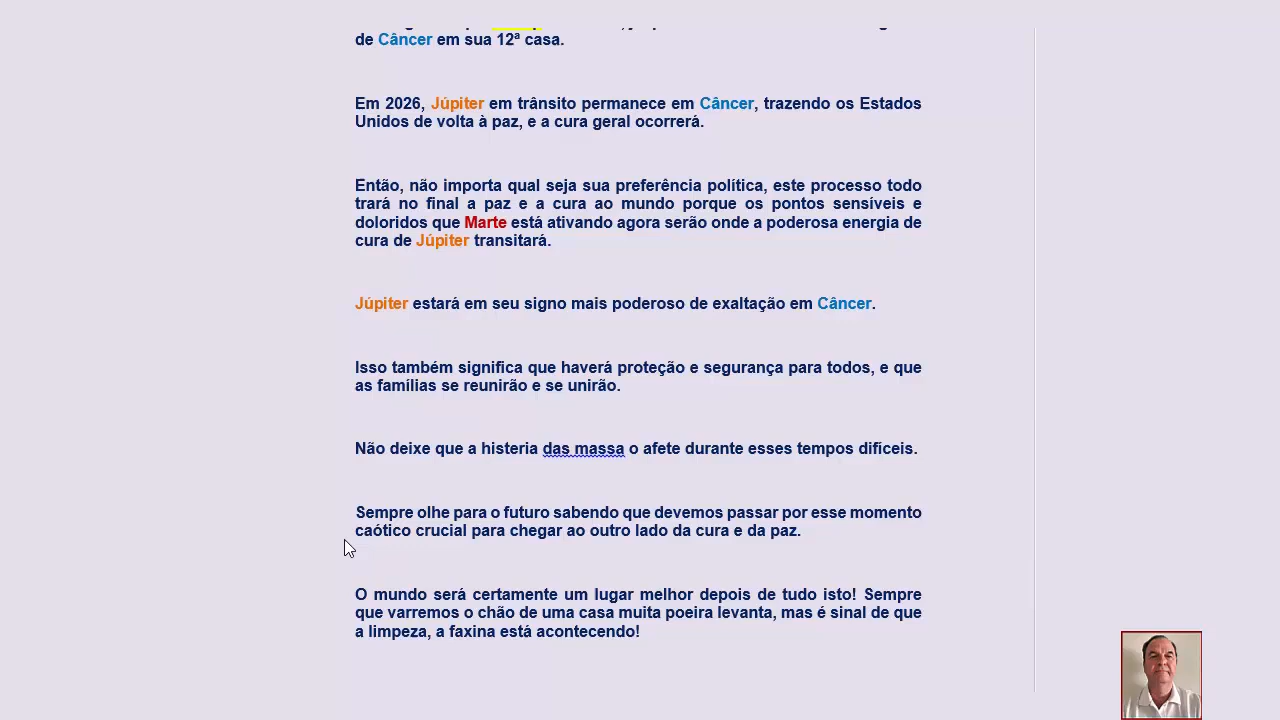 de Câncer em sua 12ª casa.
Em 2026, Júpiter em trânsito permanece em Câncer, trazendo os Estados
Unidos de volta à paz, e a cura geral ocorrerá.
Então, não importa qual seja sua preferência política, este processo todo
trará no final a paz e a cura ao mundo porque os pontos sensíveis e
doloridos que Marte está ativando agora serão onde a poderosa energia de
cura de Júpiter transitará.
Júpiter estará em seu signo mais poderoso de exaltação em Câncer.
Isso também significa que haverá proteção e segurança para todos, e que
as famílias se reunirão e se unirão.
Não deixe que a histeria das massa o afete durante esses tempos difíceis.
Sempre olhe para o futuro sabendo que devemos passar por esse momento
caótico crucial para chegar ao outro lado da cura e da paz.
O mundo será certamente um lugar melhor depois de tudo isto! Sempre
que varremos o chão de uma casa muita poeira levanta, mas é sinal de que
a limpeza, a faxina está acontecendo!